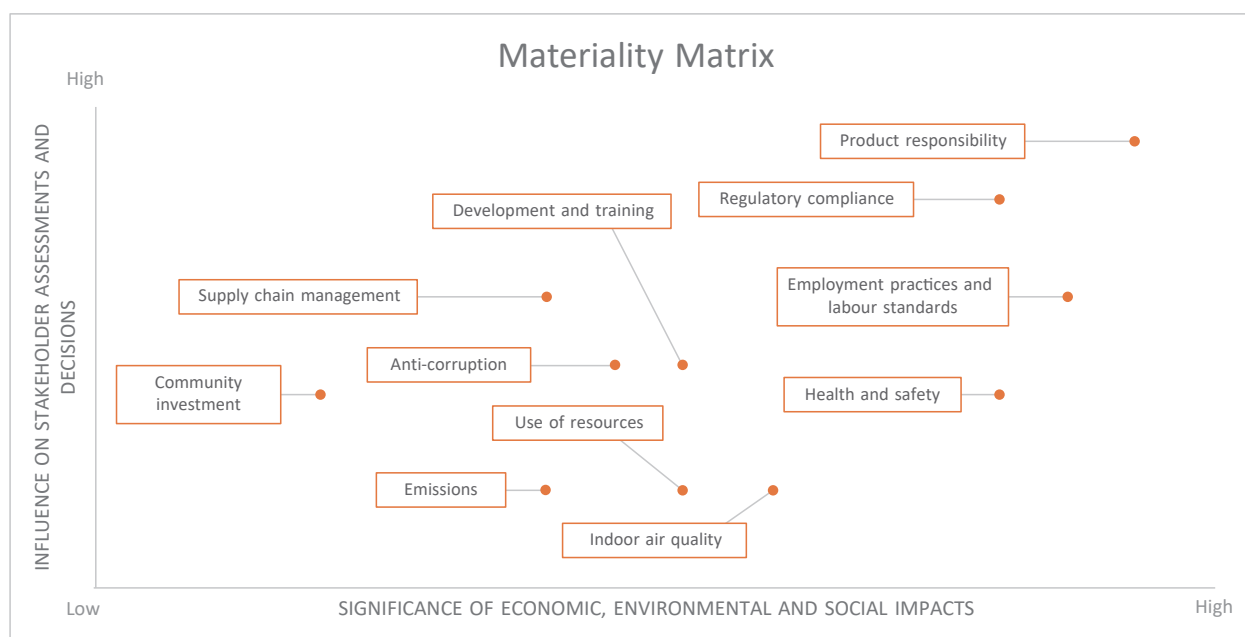 Materiality Matrix
High
INFLUENCE ON STAKEHOLDER ASSESSMENTS AND
DECISIONS
Product responsibility
Regulatory compliance
Development and training
Supply chain management
Employment practices and
labour standards
Anti-corruption
Community
investment
Health and safety
Use of resources
Emissions
Indoor air quality
Low
SIGNIFICANCE OF ECONOMIC, ENVIRONMENTAL AND SOCIAL IMPACTS
High